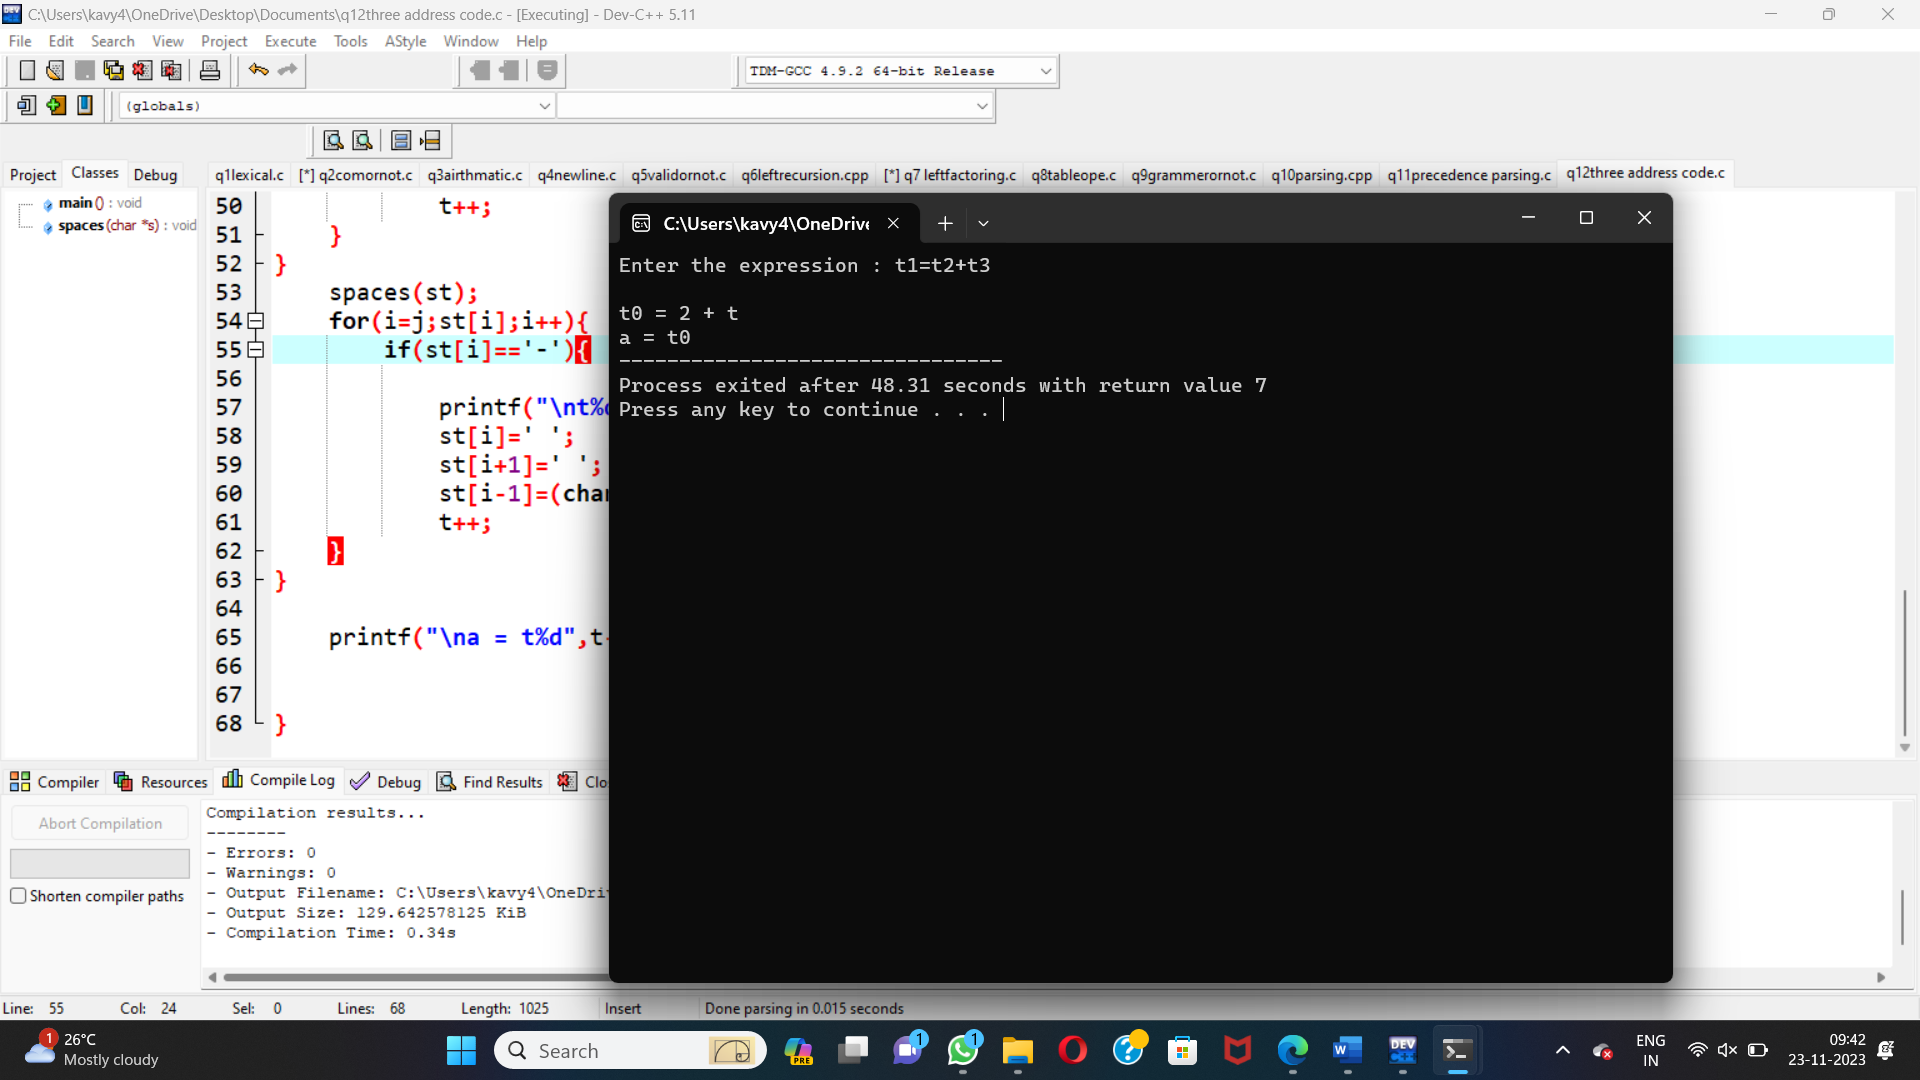 C:\Users\kavy4\OneDrive\Desktop\Documents\q12three address code.c - [Executing] - Dev-C++ 5.11
File Edit Search View Project Execute Tools AStyle Window Help
TDM-GCC 4.9.2 64-bit Release
(globals)
Project Classes Debug
q1lexical.c [*] q2comornot.c q3airthmatic.c q4newline.c q5validornot.c q6leftrecursion.cpp [*] q7 leftfactoring.c q8tableope.c q9grammerornot.c q10parsing.cpp q11precedence parsing.c q12three address code.c
main () : void
spaces (char *s) : void
50 t++;
51 }
52 }
53 spaces(st);
54 for(i=j;st[i];i++){
55 if(st[i]=='-'){
56
57 printf("\nt%
58 st[i]=' ';
59 st[i+1]=' ';
60 st[i-1]=(char
61 t++;
62 }
63 }
64
65 printf("\na = t%d",t
66
67
68 }
C:\Users\kavy4\OneDrive
Enter the expression : t1=t2+t3
t0 = 2 + t
a = t0
--------------------------------
Process exited after 48.31 seconds with return value 7
Press any key to continue . . .
Compiler Resources Compile Log Debug Find Results Clo
Abort Compilation
Shorten compiler paths
Compilation results...
--------
- Errors: 0
- Warnings: 0
- Output Filename: C:\Users\kavy4\OneDri
- Output Size: 129.642578125 KiB
- Compilation Time: 0.34s
Line: 55 Col: 24 Sel: 0 Lines: 68 Length: 1025 Insert Done parsing in 0.015 seconds
1
26°C
Mostly cloudy
Search
PRE
1
1
DEV
C++
ENG
IN
09:42
23-11-2023